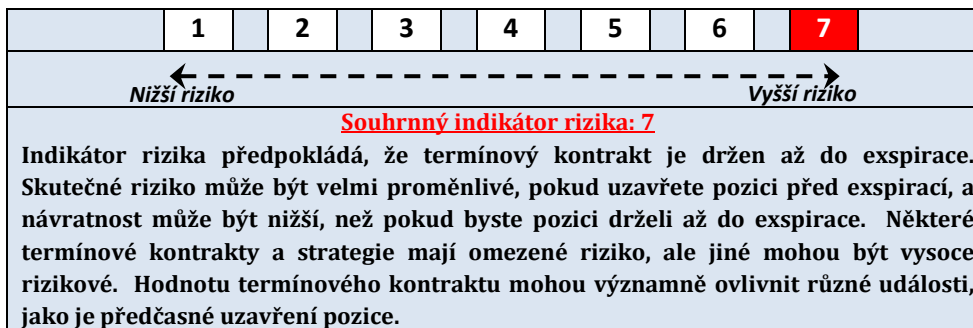 1 2 3 4 5 6 7
Nižší riziko Vyšší riziko
Souhrnný indikátor rizika: 7
Indikátor rizika předpokládá, že termínový kontrakt je držen až do exspirace.
Skutečné riziko může být velmi proměnlivé, pokud uzavřete pozici před exspirací, a
návratnost může být nižší, než pokud byste pozici drželi až do exspirace. Některé
termínové kontrakty a strategie mají omezené riziko, ale jiné mohou být vysoce
rizikové. Hodnotu termínového kontraktu mohou významně ovlivnit různé události,
jako je předčasné uzavření pozice.